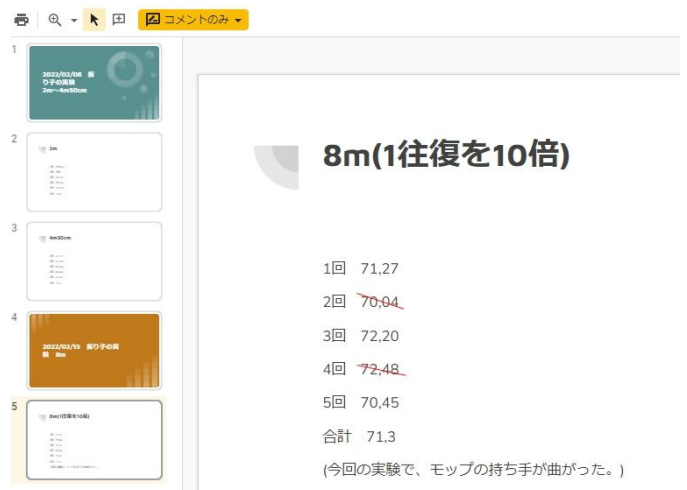 コメントのみ
1
2022/02/08 振
り子の実験
2m～4m50cm
2
2m
3
4m50cm
4
2022/02/15 振り子の実
験 8m
5
8m(1往復を10倍)
8m(1往復を10倍)
1回 71,27
2回 70,04
3回 72,20
4回 72,48
5回 70,45
合計 71,3
(今回の実験で、モップの持ち手が曲がった。)